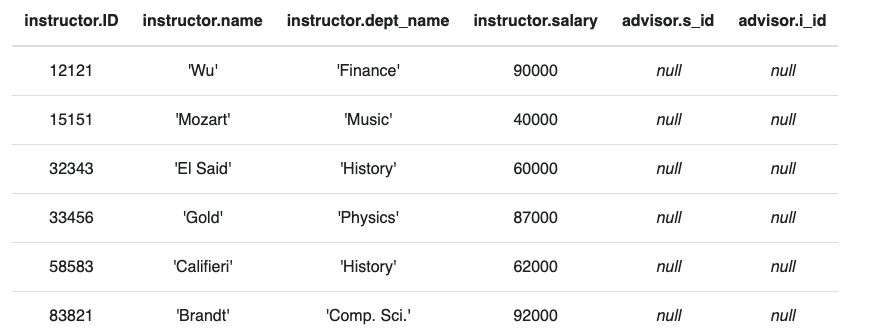 instructor.ID instructor.name instructor.dept_name instructor.salary advisor.s_id advisor.i_id
12121 'Wu' 'Finance' 90000 null null
15151 'Mozart' 'Music' 40000 null null
32343 'El Said' 'History' 60000 null null
33456 'Gold' 'Physics' 87000 null null
58583 'Califieri' 'History' 62000 null null
83821 'Brandt' 'Comp. Sci.' 92000 null null